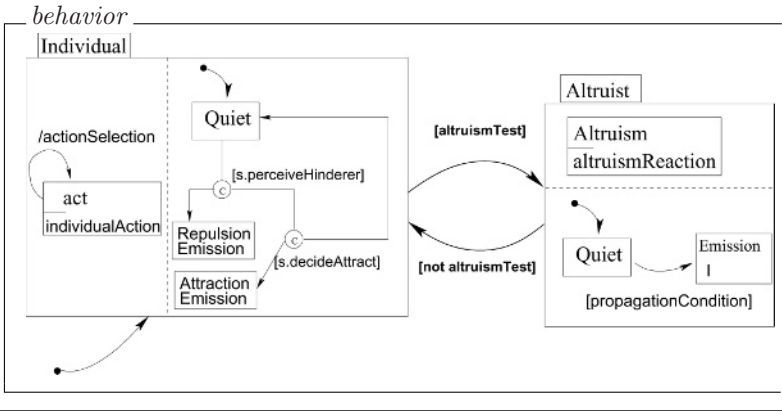 behavior
Individual
/actionSelection
act
individualAction
Quiet
[s.perceiveHinderer]
c
Repulsion
Emission
c
[s.decideAttract]
Attraction
Emission
[altruismTest]
[not altruismTest]
Altruist
Altruism
altruismReaction
Quiet
Emission
I
[propagationCondition]